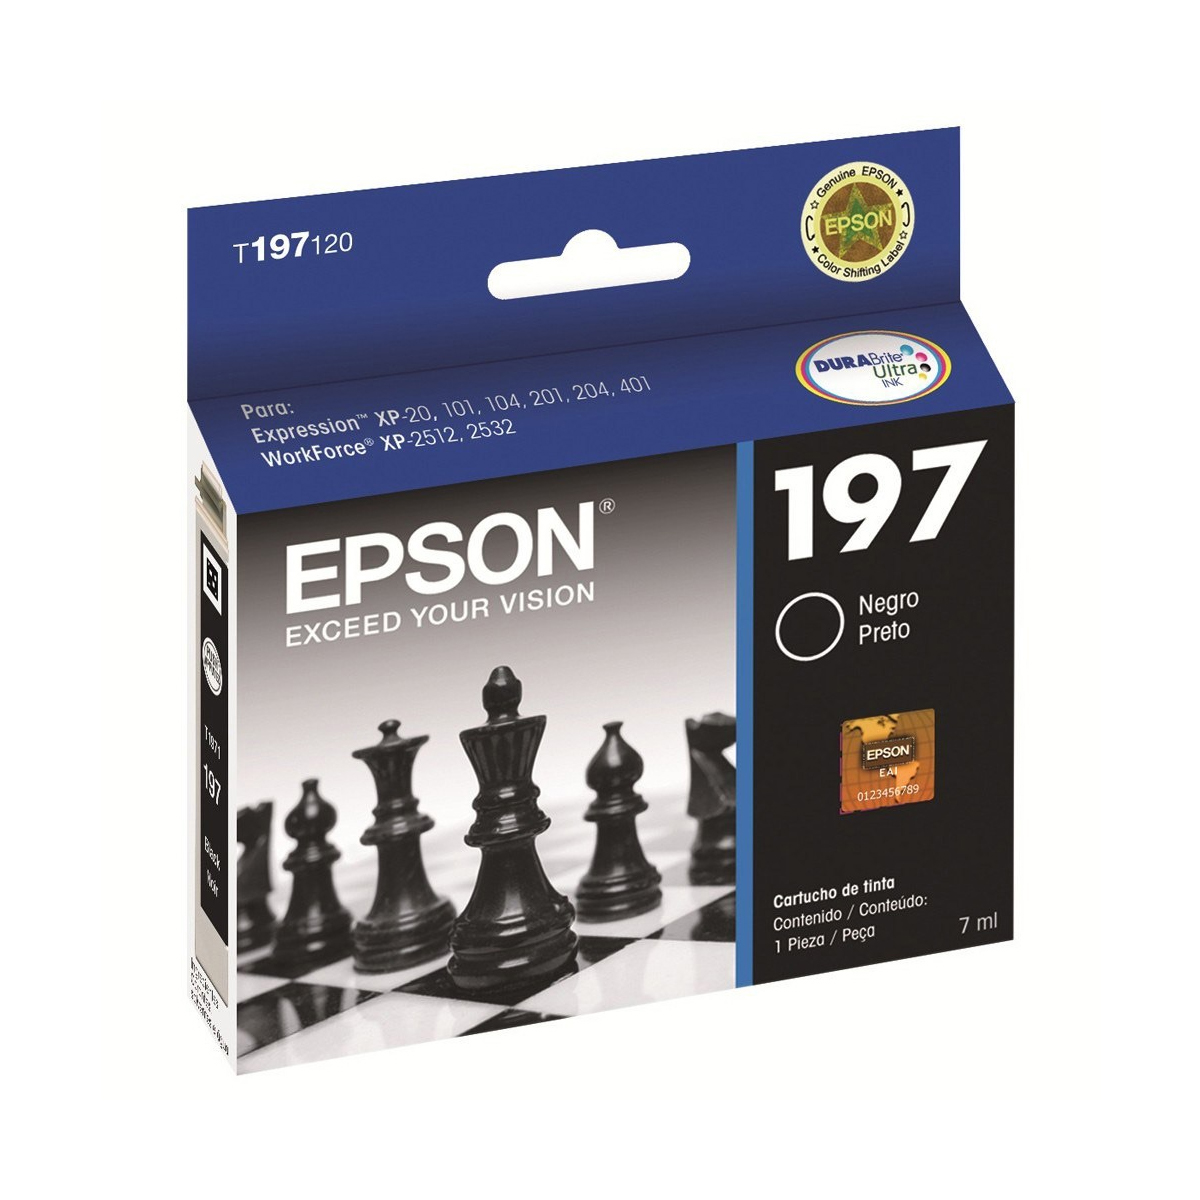 T197120
Genuine EPSON
EPSON
Color Shifting Label
DURABrite®
Ultra
INK
Para:
Expression™ XP-20, 101, 104, 201, 204, 401
WorkForce® XP-2512, 2532
197
EPSON®
EXCEED YOUR VISION
Negro
Preto
EPSON
EAI
0123456789
Cartucho de tinta
Contenido / Conteúdo:
1 Pieza / Peça
7 ml
T1971
197
Black
Noir